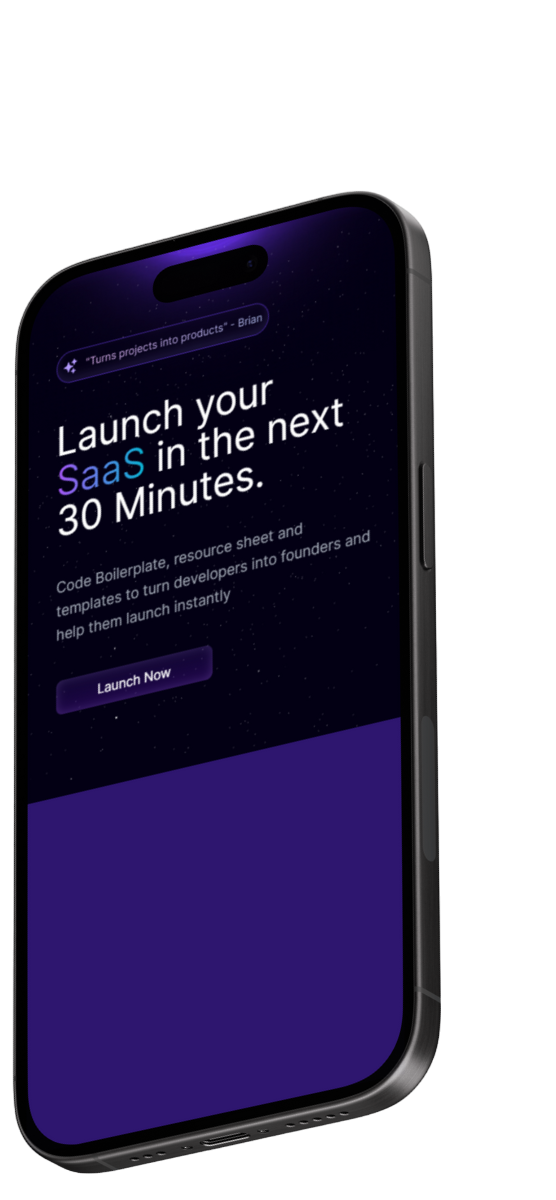 "Turns projects into products" - Brian
Launch your
SaaS in the next
30 Minutes.
Code Boilerplate, resource sheet and
templates to turn developers into founders and
help them launch instantly
Launch Now